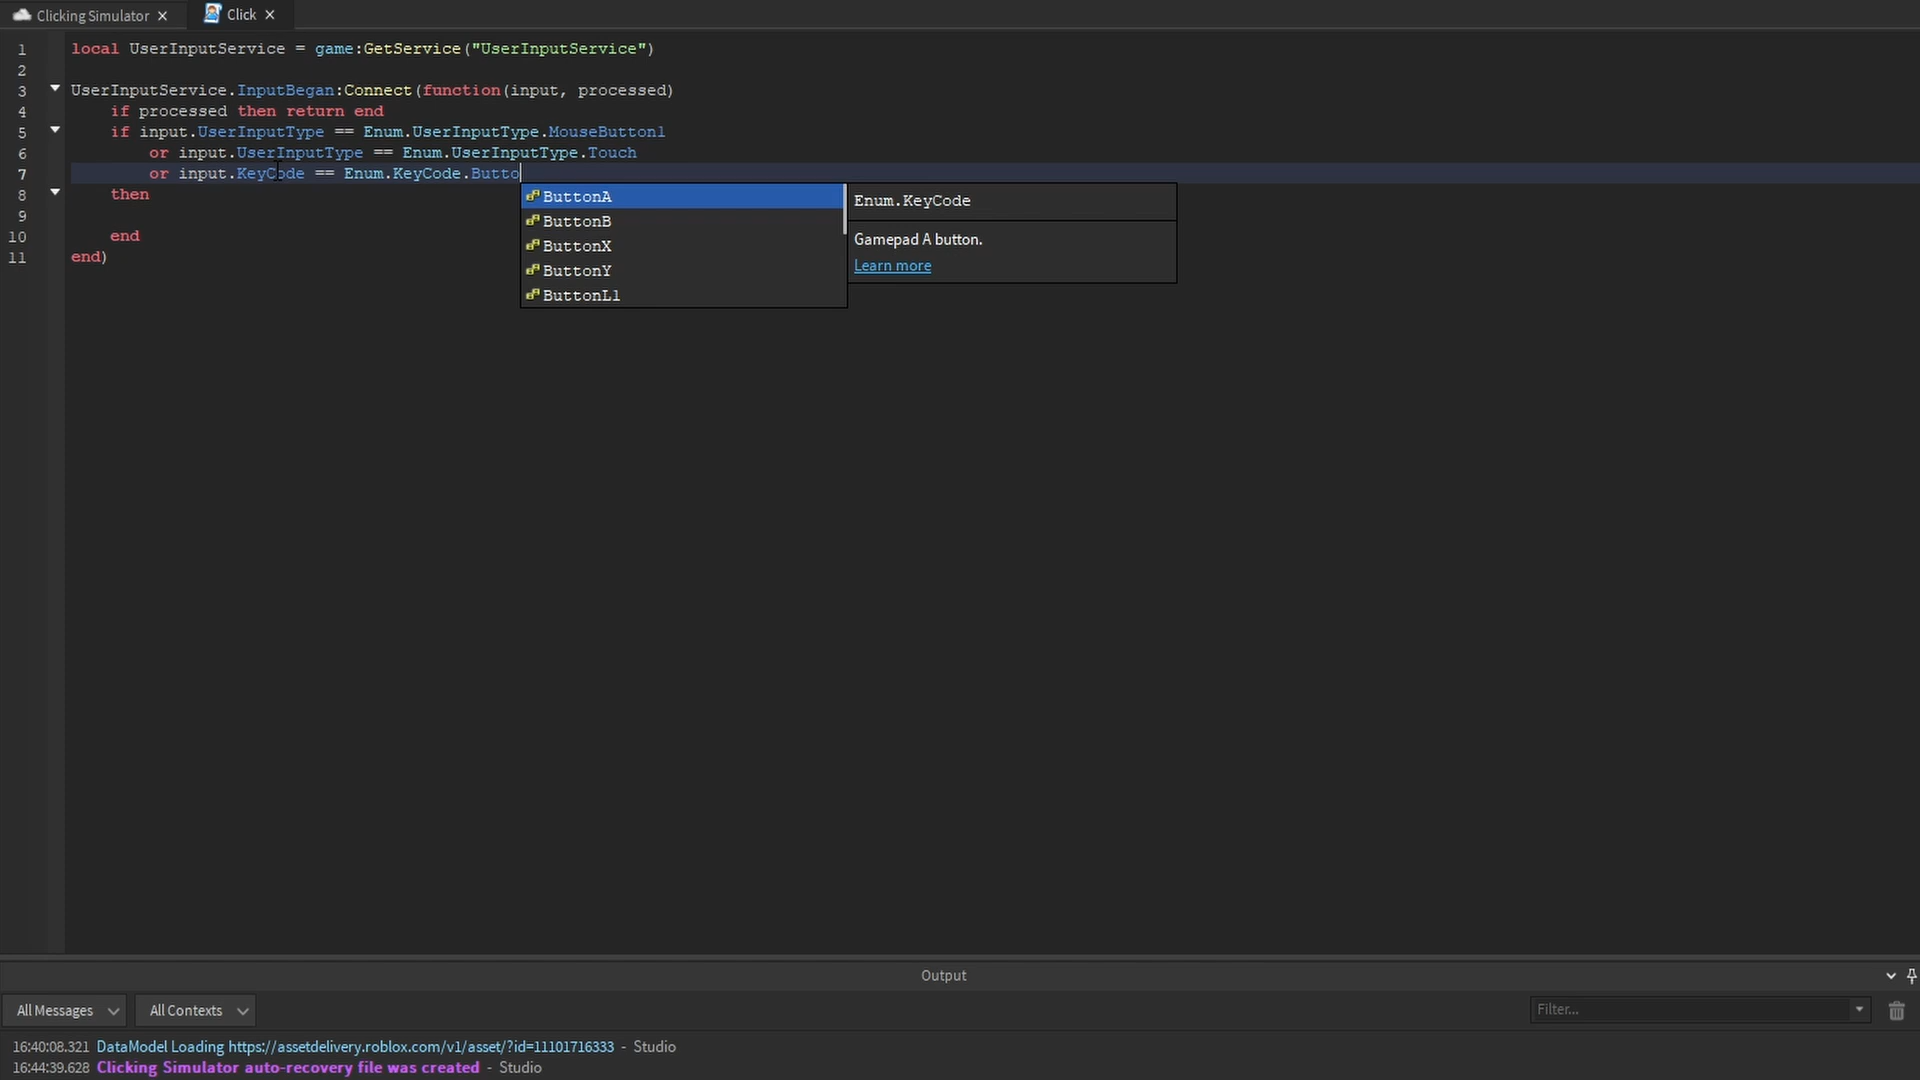 Clicking Simulator
Click
1 local UserInputService = game:GetService("UserInputService")
2
3 UserInputService.InputBegan:Connect(function(input, processed)
4 if processed then return end
5 if input.UserInputType == Enum.UserInputType.MouseButton1
6 or input.UserInputType == Enum.UserInputType.Touch
7 or input.KeyCode == Enum.KeyCode.Butto
8 then
9
10 end
11 end)
ButtonA
ButtonB
ButtonX
ButtonY
ButtonL1
Enum.KeyCode
Gamepad A button.
Learn more
Output
All Messages
All Contexts
Filter...
16:40:08.321 DataModel Loading https://assetdelivery.roblox.com/v1/asset/?id=11101716333 - Studio
16:44:39.628 Clicking Simulator auto-recovery file was created - Studio